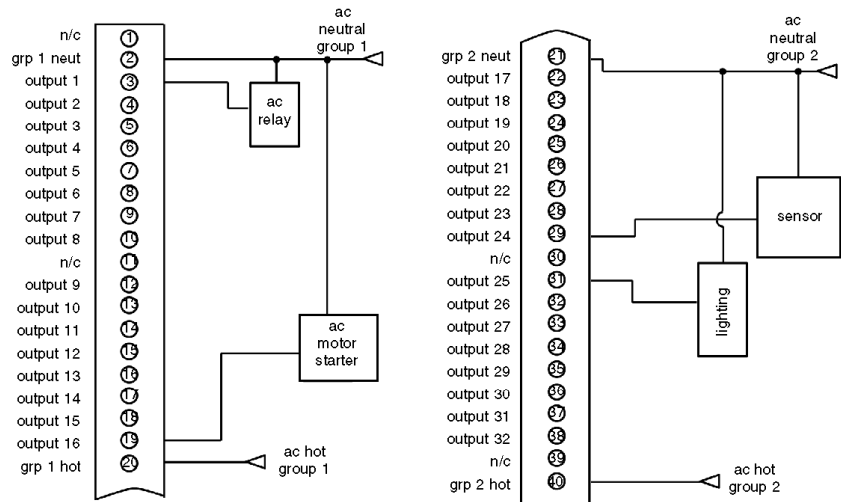 n/c 1
grp 1 neut 2
output 1 3
output 2 4
output 3 5
output 4 6
output 5 7
output 6 8
output 7 9
output 8 10
n/c 11
output 9 12
output 10 13
output 11 14
output 12 15
output 13 16
output 14 17
output 15 18
output 16 19
grp 1 hot 20
ac
neutral
group 1
ac
relay
ac
motor
starter
ac hot
group 1
grp 2 neut 21
output 17 22
output 18 23
output 19 24
output 20 25
output 21 26
output 22 27
output 23 28
output 24 29
n/c 30
output 25 31
output 26 32
output 27 33
output 28 34
output 29 35
output 30 36
output 31 37
output 32 38
n/c 39
grp 2 hot 40
ac
neutral
group 2
sensor
lighting
ac hot
group 2